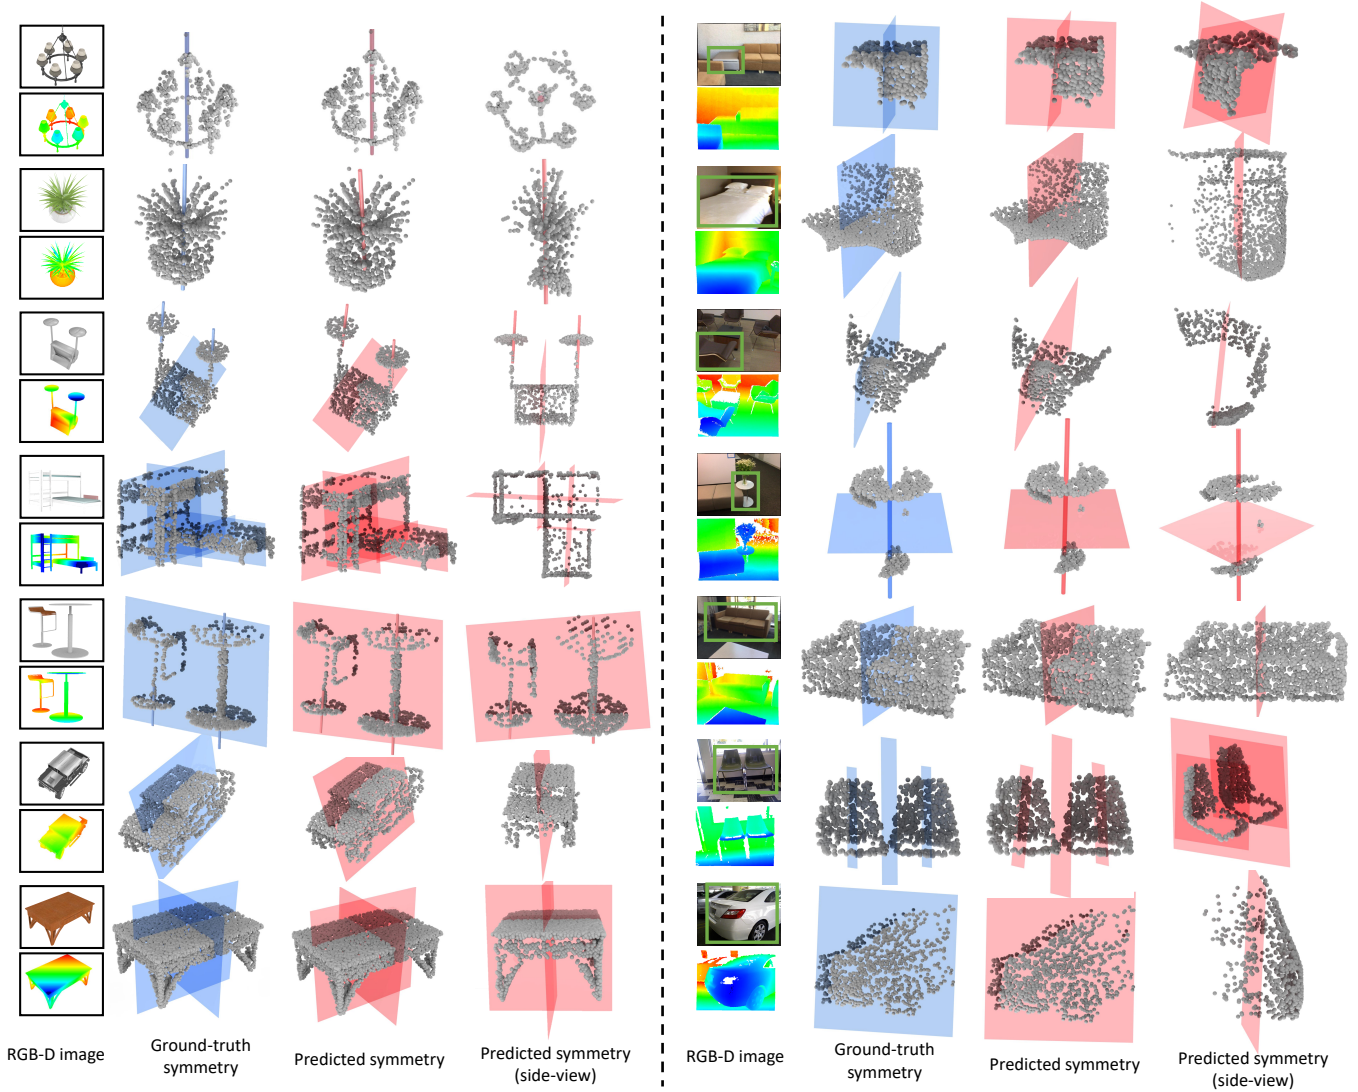 RGB-D image
Ground-truth
symmetry
Predicted symmetry
Predicted symmetry
(side-view)
RGB-D image
Ground-truth
symmetry
Predicted symmetry
Predicted symmetry
(side-view)